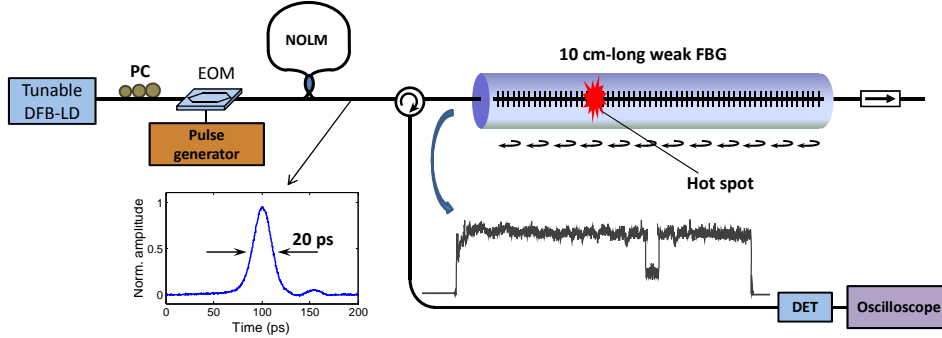 NOLM
10 cm-long weak FBG
PC
EOM
Tunable
DFB-LD
Pulse
generator
Hot spot
Norm. amplitude
1
0.5
0
20 ps
0
50
100
150
200
Time (ps)
DET
Oscilloscope